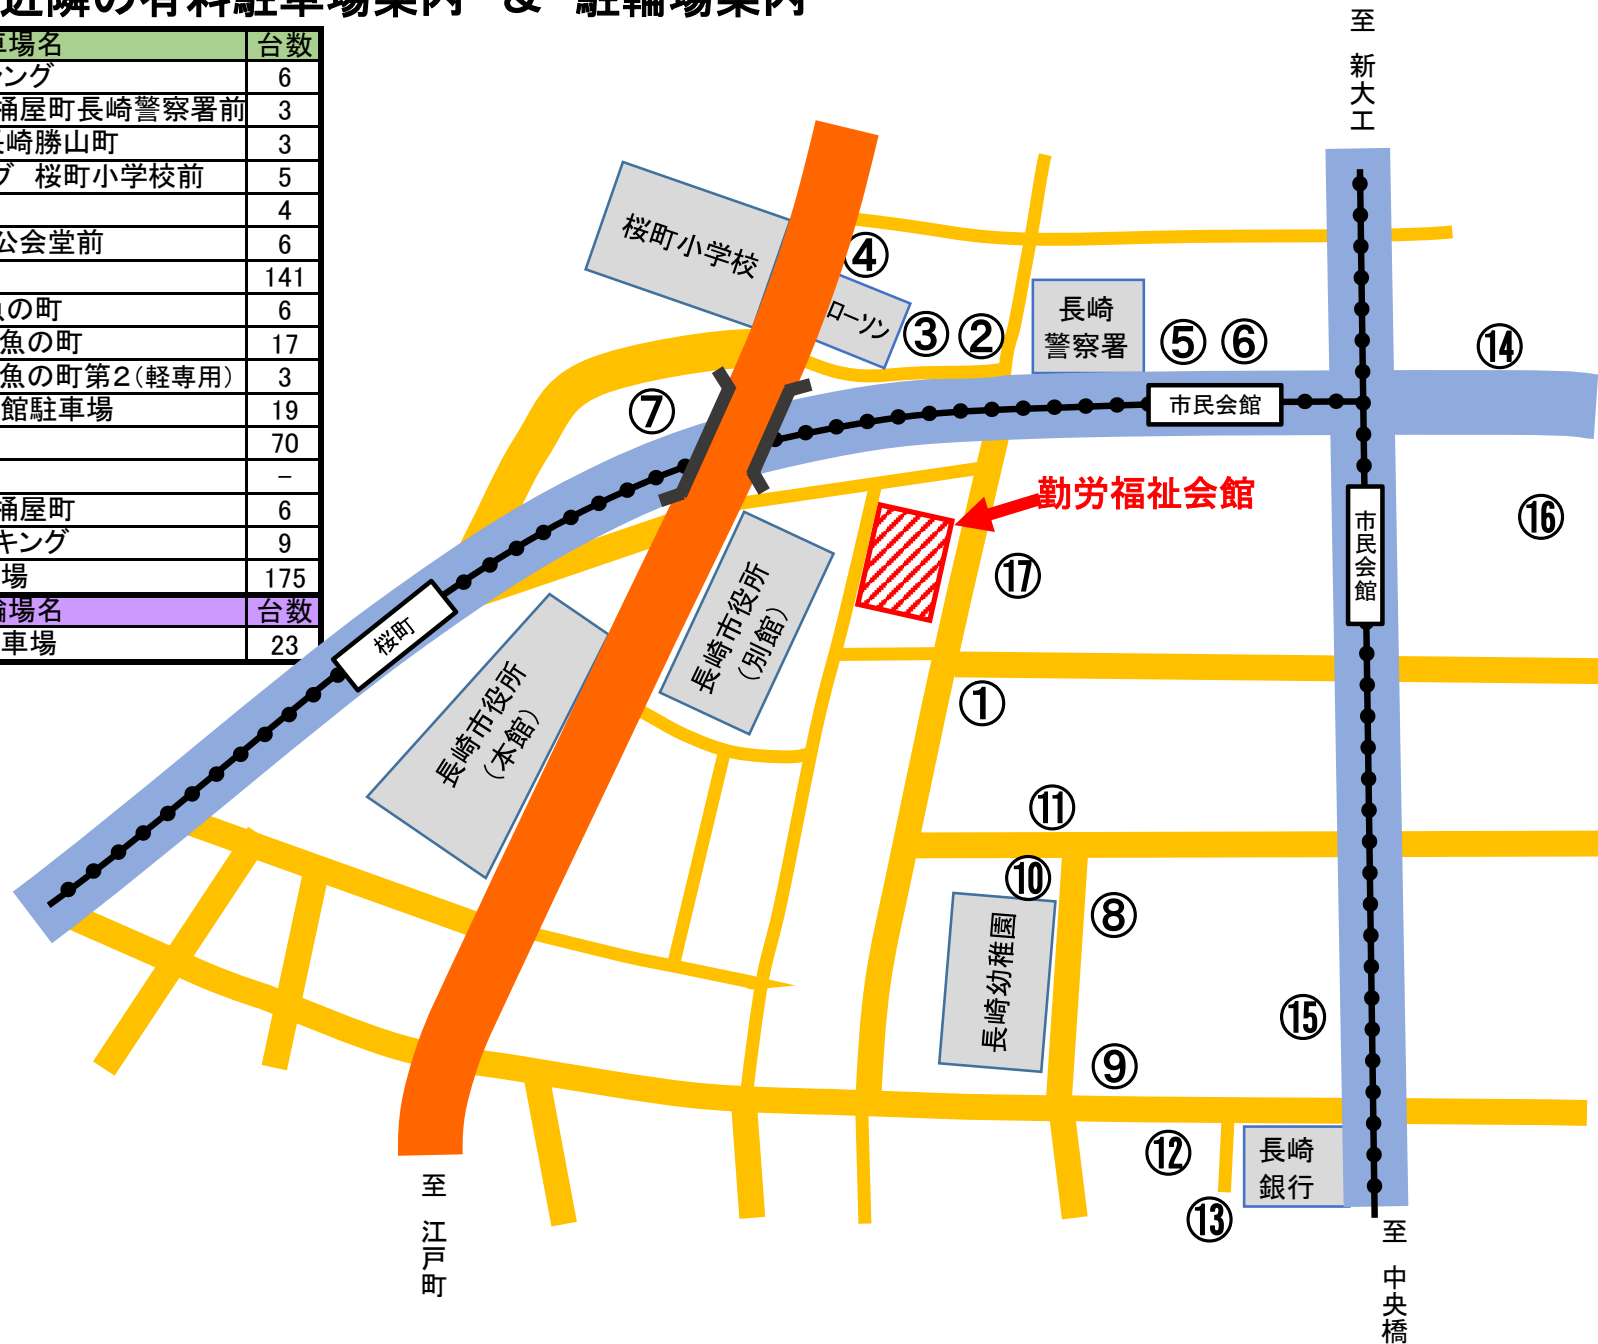 近隣の有料駐車場案内 & 駐輪場案内
車場名 台数
ング 6
桶屋町長崎警察署前 3
長崎勝山町 3
ブ 桜町小学校前 5
4
公会堂前 6
141
魚の町 6
魚の町 17
魚の町第2(軽専用) 3
館駐車場 19
70
-
桶屋町 6
キング 9
場 175
輪場名 台数
車場 23
至 新大工
桜町小学校
④
ローソン
③
②
長崎
警察署
⑤
⑥
⑭
⑦
市民会館
勤労福祉会館
市民会館
⑯
⑰
桜町
長崎市役所
(別館)
長崎市役所
(本館)
①
⑪
⑩
⑧
長崎幼稚園
⑮
⑨
⑫
長崎
銀行
⑬
至 江戸町
至 中央橋